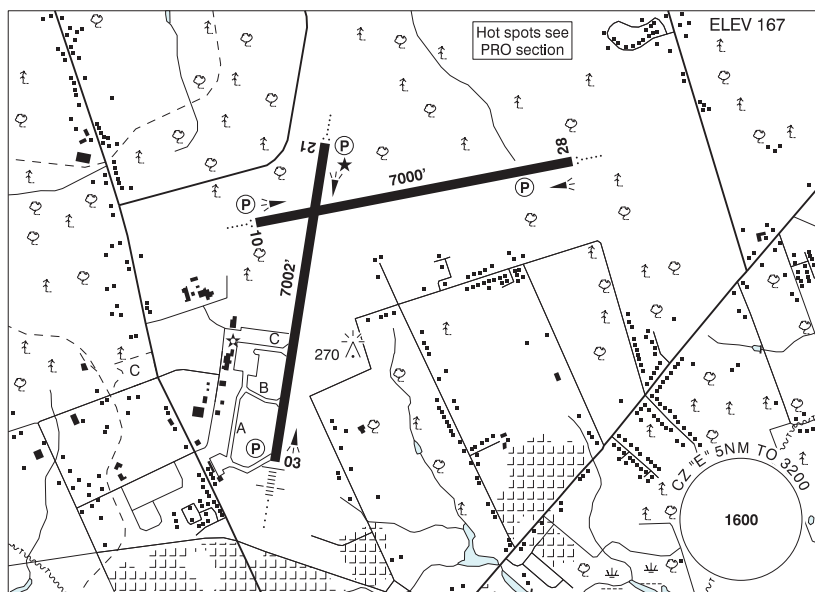 Hot spots see
PRO section
ELEV 167
21
P
28
7000'
P
P
10
7002'
C
270
C
B
A
P
03
CZ "E" 5NM TO 3200
1600